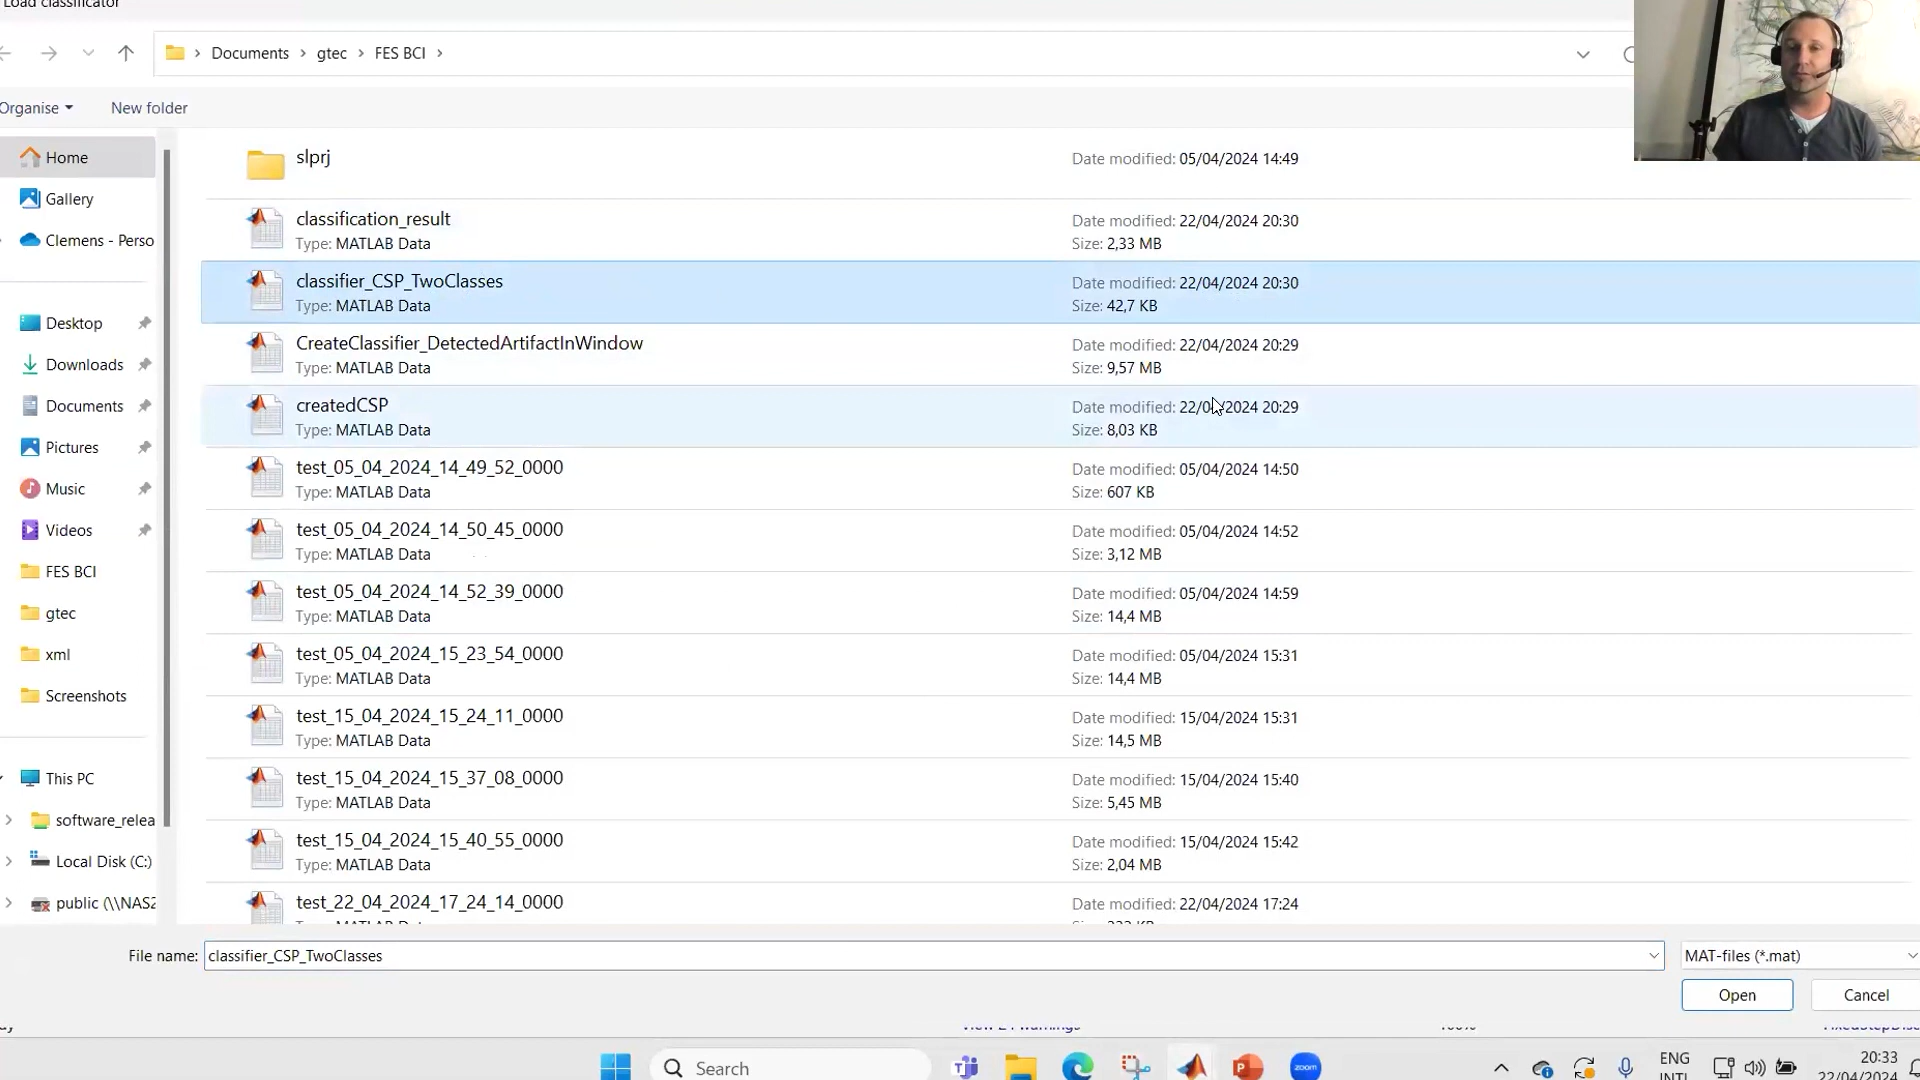 Load classificator
Documents > gtec > FES BCI >
Organise
New folder
Home
Gallery
Clemens - Perso
Desktop
Downloads
Documents
Pictures
Music
Videos
FES BCI
gtec
xml
Screenshots
This PC
software_relea
Local Disk (C:)
public (\\NAS2
slprj
Date modified: 05/04/2024 14:49
classification_result
Date modified: 22/04/2024 20:30
Type: MATLAB Data
Size: 2,33 MB
classifier_CSP_TwoClasses
Date modified: 22/04/2024 20:30
Type: MATLAB Data
Size: 42,7 KB
CreateClassifier_DetectedArtifactInWindow
Date modified: 22/04/2024 20:29
Type: MATLAB Data
Size: 9,57 MB
createdCSP
Date modified: 22/04/2024 20:29
Type: MATLAB Data
Size: 8,03 KB
test_05_04_2024_14_49_52_0000
Date modified: 05/04/2024 14:50
Type: MATLAB Data
Size: 607 KB
test_05_04_2024_14_50_45_0000
Date modified: 05/04/2024 14:52
Type: MATLAB Data
Size: 3,12 MB
test_05_04_2024_14_52_39_0000
Date modified: 05/04/2024 14:59
Type: MATLAB Data
Size: 14,4 MB
test_05_04_2024_15_23_54_0000
Date modified: 05/04/2024 15:31
Type: MATLAB Data
Size: 14,4 MB
test_15_04_2024_15_24_11_0000
Date modified: 15/04/2024 15:31
Type: MATLAB Data
Size: 14,5 MB
test_15_04_2024_15_37_08_0000
Date modified: 15/04/2024 15:40
Type: MATLAB Data
Size: 5,45 MB
test_15_04_2024_15_40_55_0000
Date modified: 15/04/2024 15:42
Type: MATLAB Data
Size: 2,04 MB
test_22_04_2024_17_24_14_0000
Date modified: 22/04/2024 17:24
File name: classifier_CSP_TwoClasses
MAT-files (*.mat)
Open
Cancel
Search
zoom
ENG
INTL
20:33
22/04/2024